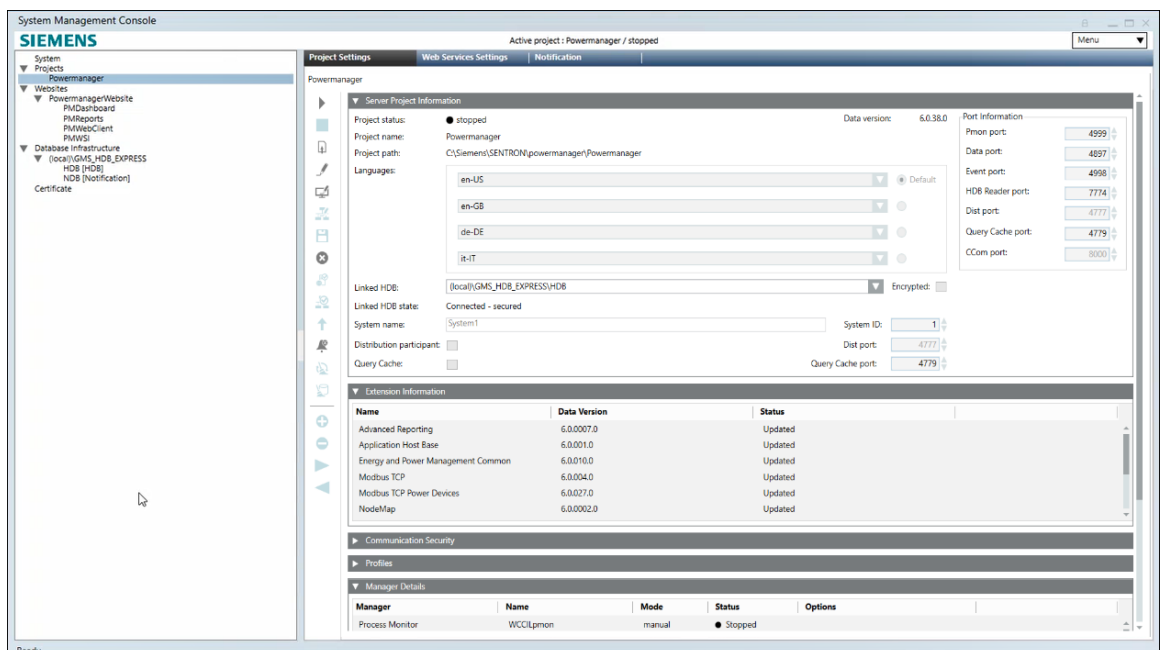 System Management Console
SIEMENS
Active project : Powermanager / stopped
Menu
System
Projects
Powermanager
Websites
PowermanagerWebsite
PMDashboard
PMReports
PMWebClient
PMWSI
Database Infrastructure
(local)\GMS_HDB_EXPRESS
HDB [HDB]
NDB [Notification]
Certificate
Project Settings Web Services Settings Notification
Powermanager
Server Project Information
Project status: stopped Data version: 6.0.38.0
Project name: Powermanager
Project path: C:\Siemens\SENTRON\powermanager\Powermanager
Languages:
en-US Default
en-GB
de-DE
it-IT
Port Information
Pmon port: 4999
Data port: 4897
Event port: 4998
HDB Reader port: 7774
Dist port: 4777
Query Cache port: 4779
CCom port: 8000
Linked HDB: (local)\GMS_HDB_EXPRESS\HDB Encrypted:
Linked HDB state: Connected - secured
System name: System1 System ID: 1
Distribution participant: Dist port: 4777
Query Cache: Query Cache port: 4779
Extension Information
Name Data Version Status
Advanced Reporting 6.0.0007.0 Updated
Application Host Base 6.0.001.0 Updated
Energy and Power Management Common 6.0.010.0 Updated
Modbus TCP 6.0.004.0 Updated
Modbus TCP Power Devices 6.0.027.0 Updated
NodeMap 6.0.0002.0 Updated
Communication Security
Profiles
Manager Details
Manager Name Mode Status Options
Process Monitor WCCILpmon manual Stopped